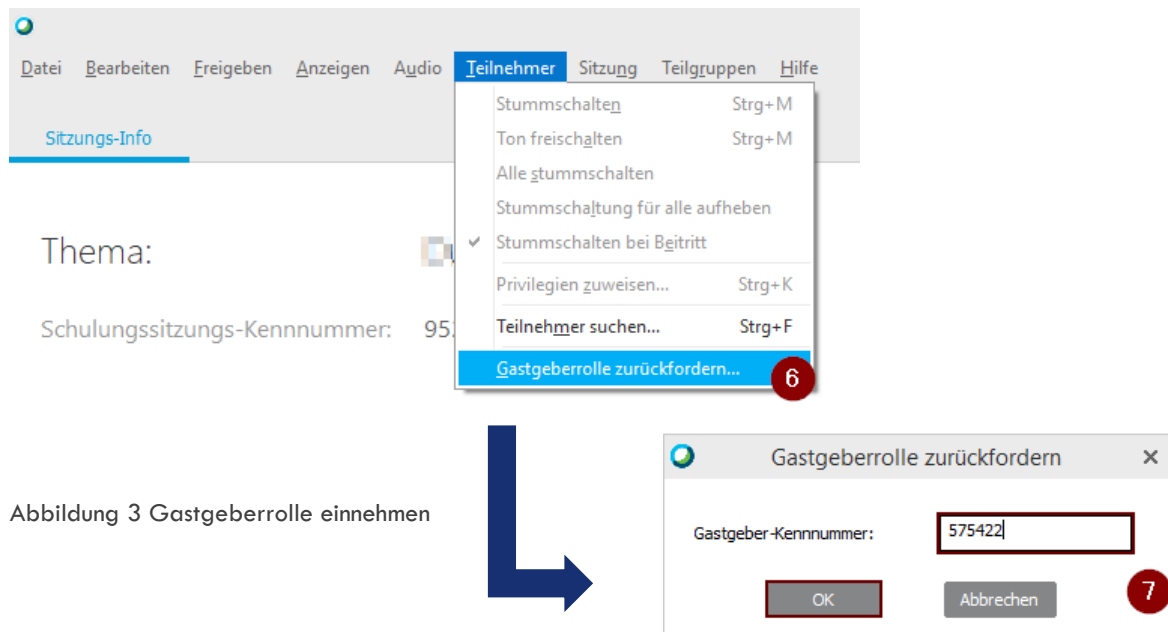 Datei Bearbeiten Freigeben Anzeigen Audio Teilnehmer Sitzung Teilgruppen Hilfe
Stummschalten Strg+M
Sitzungs-Info
Ton freischalten Strg+M
Alle stummschalten
Stummschaltung für alle aufheben
Thema:
✓ Stummschalten bei Beitritt
Privilegien zuweisen... Strg+K
Schulungssitzungs-Kennnummer: 95
Teilnehmer suchen... Strg+F
Gastgeberrolle zurückfordern...
6
Gastgeberrolle zurückfordern ×
Abbildung 3 Gastgeberrolle einnehmen
Gastgeber-Kennnummer: 575422
OK Abbrechen
7